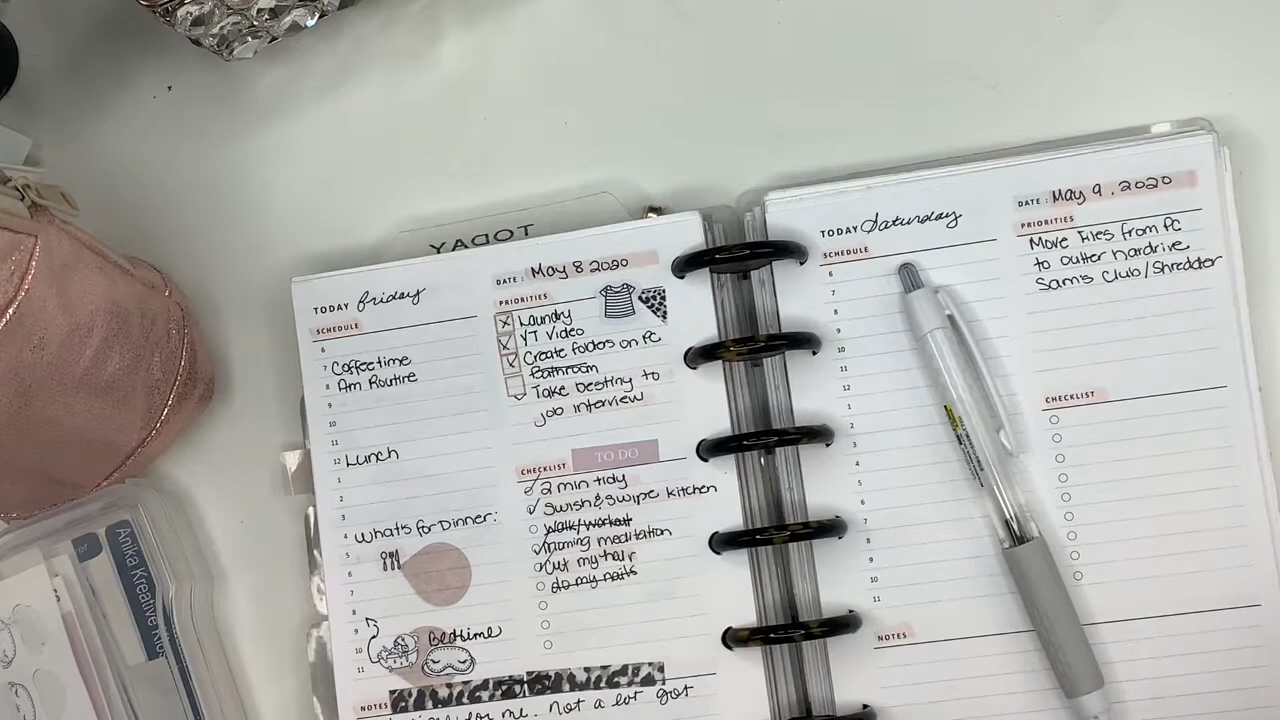 TODAY
TODAY Friday
DATE : May 8 2020
SCHEDULE
6
7 Coffee time
8 Am Routine
9
10
11
12 Lunch
1
2
3
4 What's for Dinner:
5
6
7
8
9 Bedtime
10
11
PRIORITIES
Laundry
YT Video
Create folders on PC
Bathroom
Take Destiny to
job interview
TO DO
CHECKLIST
2 min tidy
Swish & swipe kitchen
Walk/workout
Morning meditation
Cut my hair
do my nails
NOTES
for me. Not a lot got
TODAY Saturday
DATE : May 9, 2020
SCHEDULE
6
7
8
9
10
11
12
1
2
3
4
5
6
7
8
9
10
11
PRIORITIES
Move files from PC
to outter hardrive
Sam's Club/Shredder
CHECKLIST
NOTES
Anika Kreative